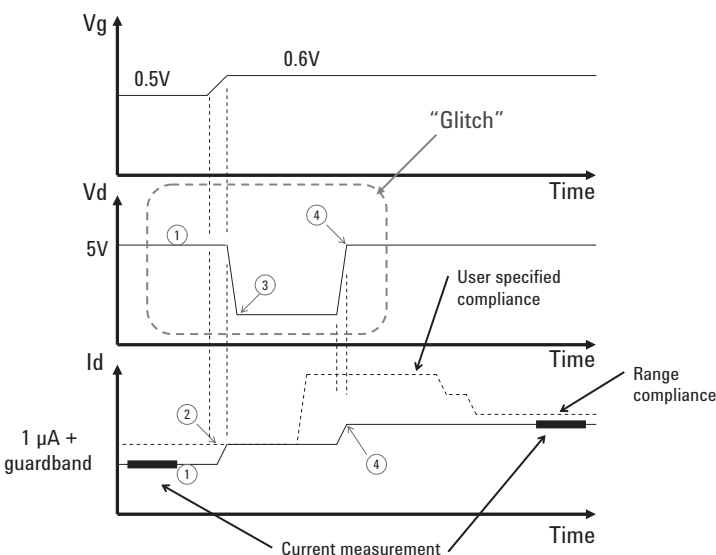 Vg
0.6V
0.5V
“Glitch”
Time
Vd
4
1
5V
3
User specified
compliance
Time
Id
Range
compliance
2
1 µA +
guardband
4
1
Time
Current measurement